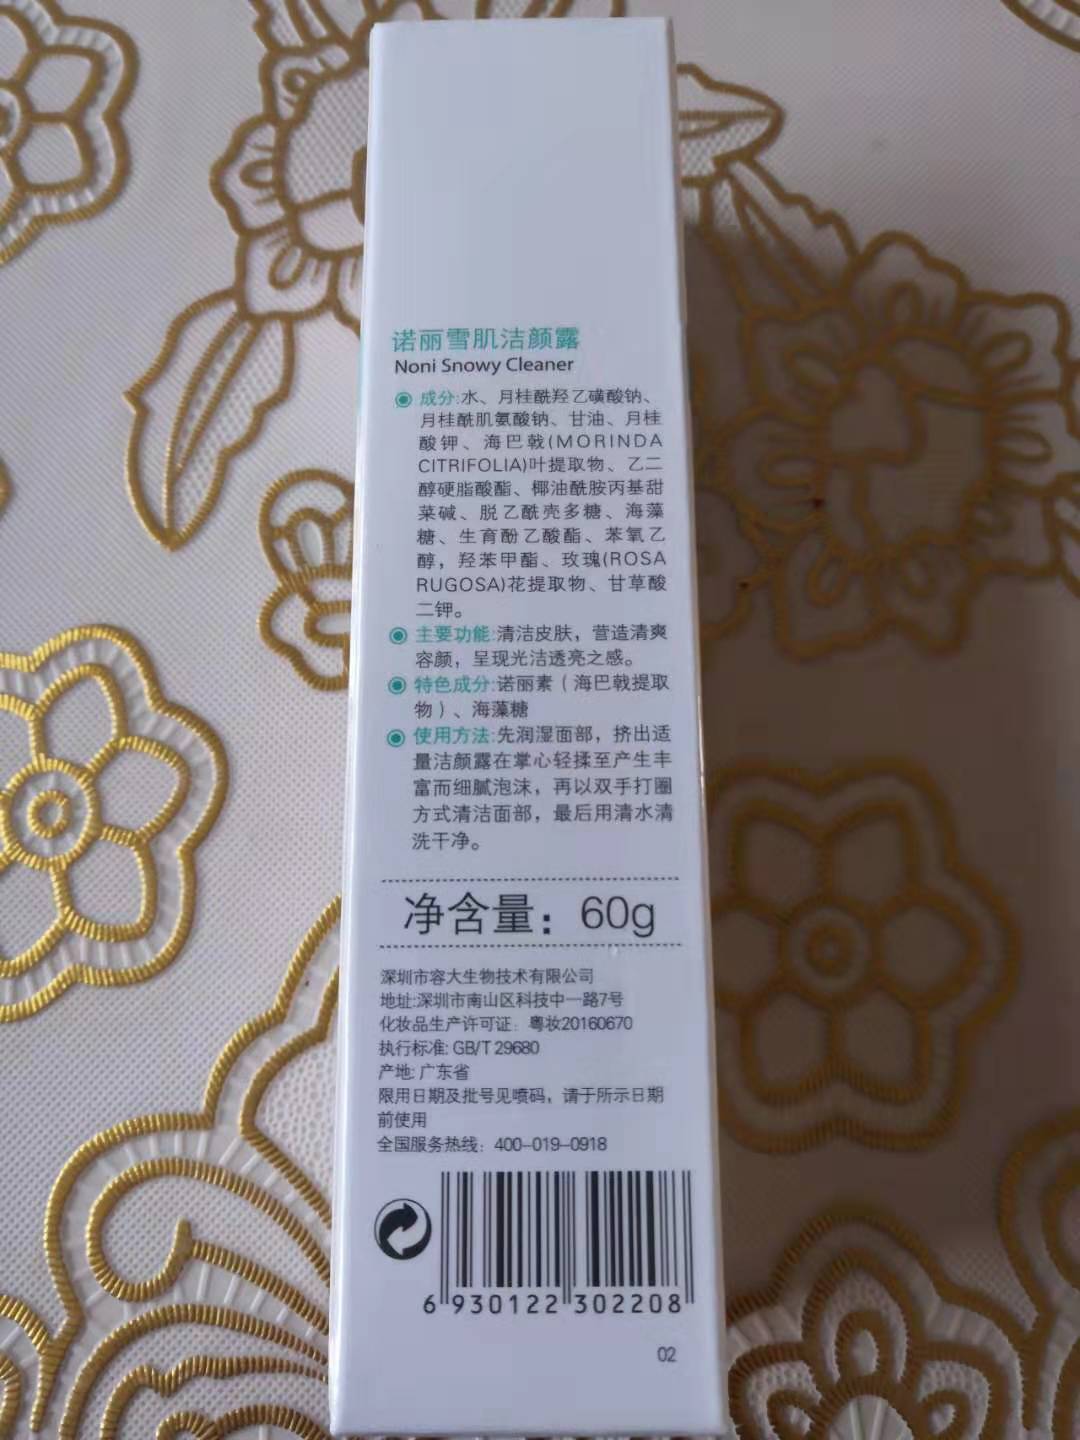 诺丽雪肌洁颜露
Noni Snowy Cleaner
成分:水、月桂酰羟乙磺酸钠、
月桂酰肌氨酸钠、甘油、月桂
酸钾、海巴戟(MORINDA
CITRIFOLIA)叶提取物、乙二
醇硬脂酸酯、椰油酰胺丙基甜
菜碱、脱乙酰壳多糖、海藻
糖、生育酚乙酸酯、苯氧乙
醇，羟苯甲酯、玫瑰(ROSA
RUGOSA)花提取物、甘草酸
二钾。
主要功能:清洁皮肤，营造清爽
容颜，呈现光洁透亮之感。
特色成分:诺丽素（海巴戟提取
物）、海藻糖
使用方法:先润湿面部，挤出适
量洁颜露在掌心轻揉至产生丰
富而细腻泡沫，再以双手打圈
方式清洁面部，最后用清水清
洗干净。
净含量：60g
深圳市容大生物技术有限公司
地址:深圳市南山区科技中一路7号
化妆品生产许可证：粤妆20160670
执行标准: GB/T 29680
产地: 广东省
限用日期及批号见喷码，请于所示日期
前使用
全国服务热线：400-019-0918
6 930122 302208
02